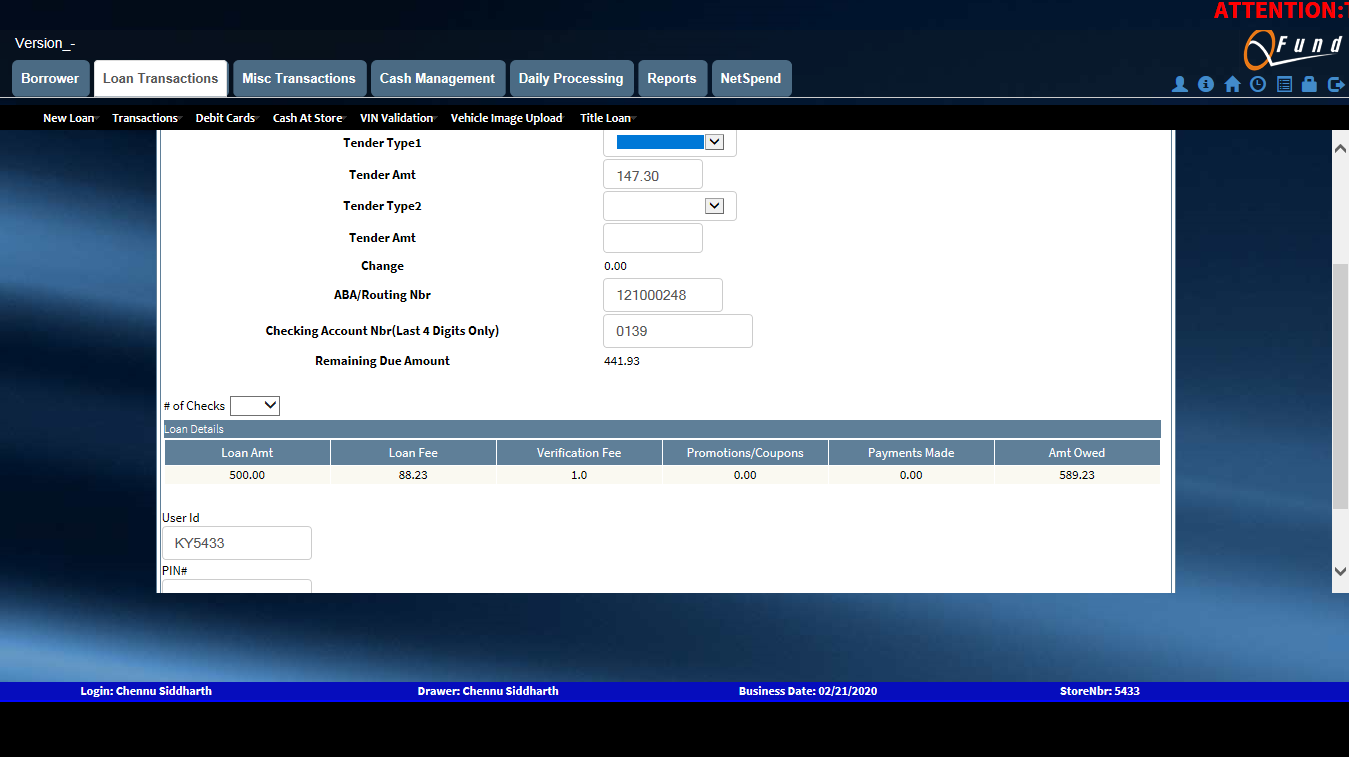 ATTENTION:
Version_-
QFund
Borrower Loan Transactions Misc Transactions Cash Management Daily Processing Reports NetSpend
New Loan Transactions Debit Cards Cash At Store VIN Validation Vehicle Image Upload Title Loan
Tender Type1
Tender Amt 147.30
Tender Type2
Tender Amt
Change 0.00
ABA/Routing Nbr 121000248
Checking Account Nbr(Last 4 Digits Only) 0139
Remaining Due Amount 441.93
# of Checks
Loan Details
Loan Amt Loan Fee Verification Fee Promotions/Coupons Payments Made Amt Owed
500.00 88.23 1.0 0.00 0.00 589.23
User Id
KY5433
PIN#
Login: Chennu Siddharth Drawer: Chennu Siddharth Business Date: 02/21/2020 StoreNbr: 5433